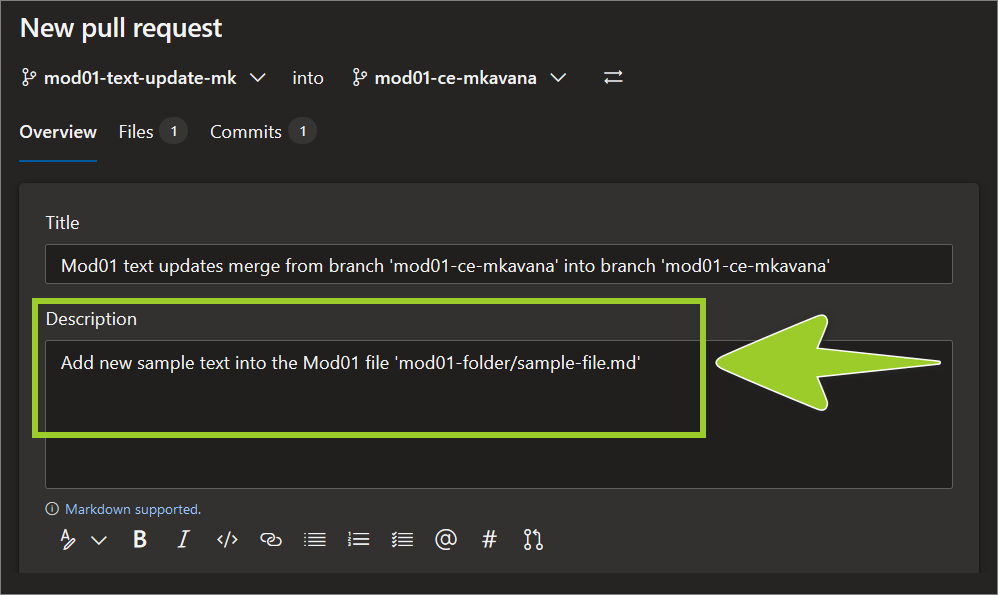 New pull request
mod01-text-update-mk into mod01-ce-mkavana
Overview Files 1 Commits 1
Title
Mod01 text updates merge from branch 'mod01-ce-mkavana' into branch 'mod01-ce-mkavana'
Description
Add new sample text into the Mod01 file 'mod01-folder/sample-file.md'
Markdown supported.
B I </> @ #